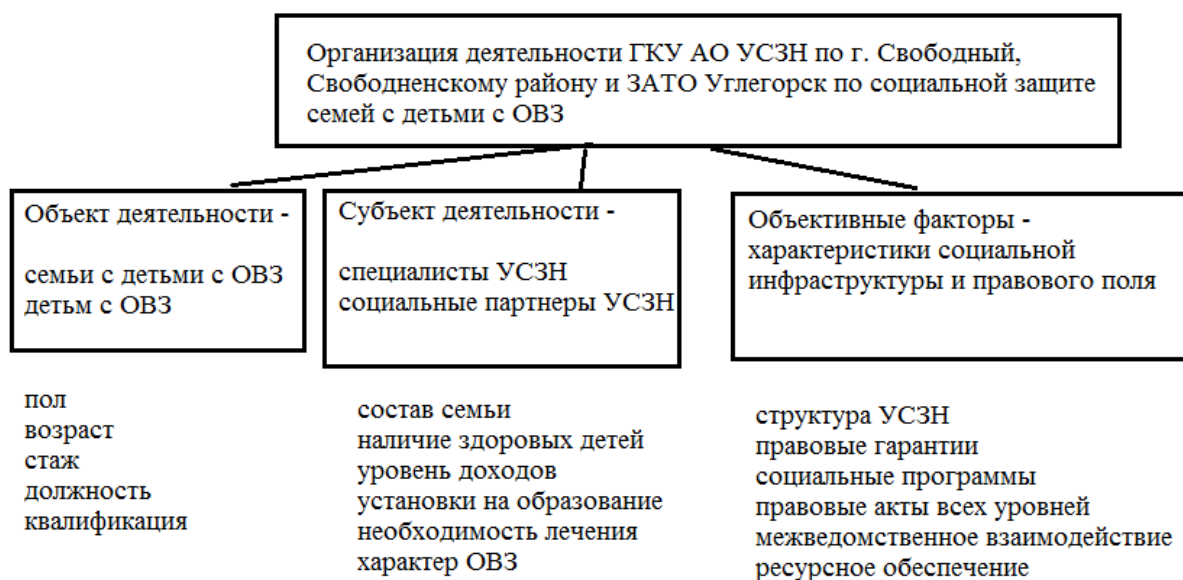 Организация деятельности ГКУ АО УСЗН по г. Свободный,
Свободненскому району и ЗАТО Углегорск по социальной защите
семей с детьми с ОВЗ
Объект деятельности -
семьи с детьми с ОВЗ
детьм с ОВЗ
Субъект деятельности -
специалисты УСЗН
социальные партнеры УСЗН
Объективные факторы -
характеристики социальной
инфраструктуры и правового поля
пол
возраст
стаж
должность
квалификация
состав семьи
наличие здоровых детей
уровень доходов
установки на образование
необходимость лечения
характер ОВЗ
структура УСЗН
правовые гарантии
социальные программы
правовые акты всех уровней
межведомственное взаимодействие
ресурсное обеспечение